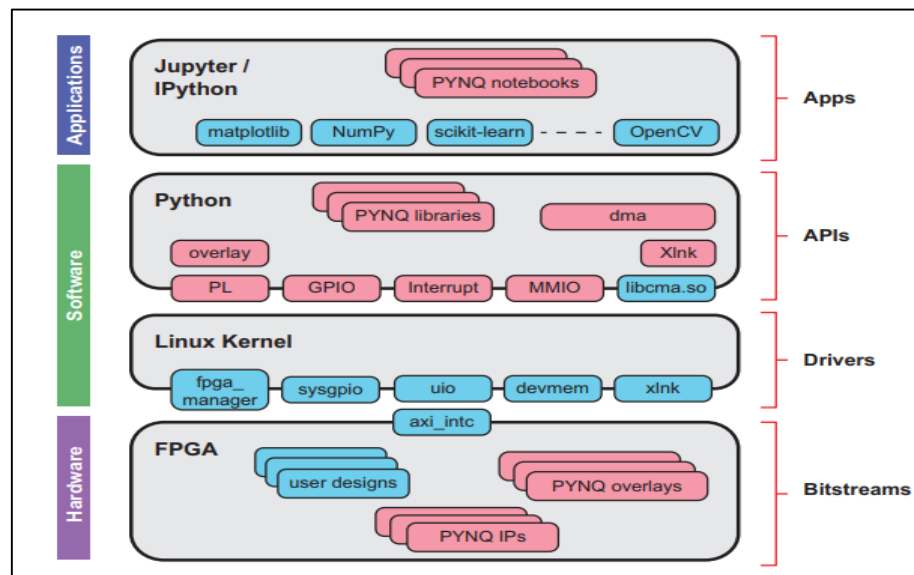 Applications
Jupyter /
IPython
PYNQ notebooks
matplotlib
NumPy
scikit-learn
OpenCV
Apps
Software
Python
PYNQ libraries
dma
overlay
Xlnk
PL
GPIO
Interrupt
MMIO
libcma.so
APIs
Linux Kernel
fpga_
manager
sysgpio
uio
devmem
xlnk
Drivers
Hardware
axi_intc
FPGA
user designs
PYNQ overlays
PYNQ IPs
Bitstreams